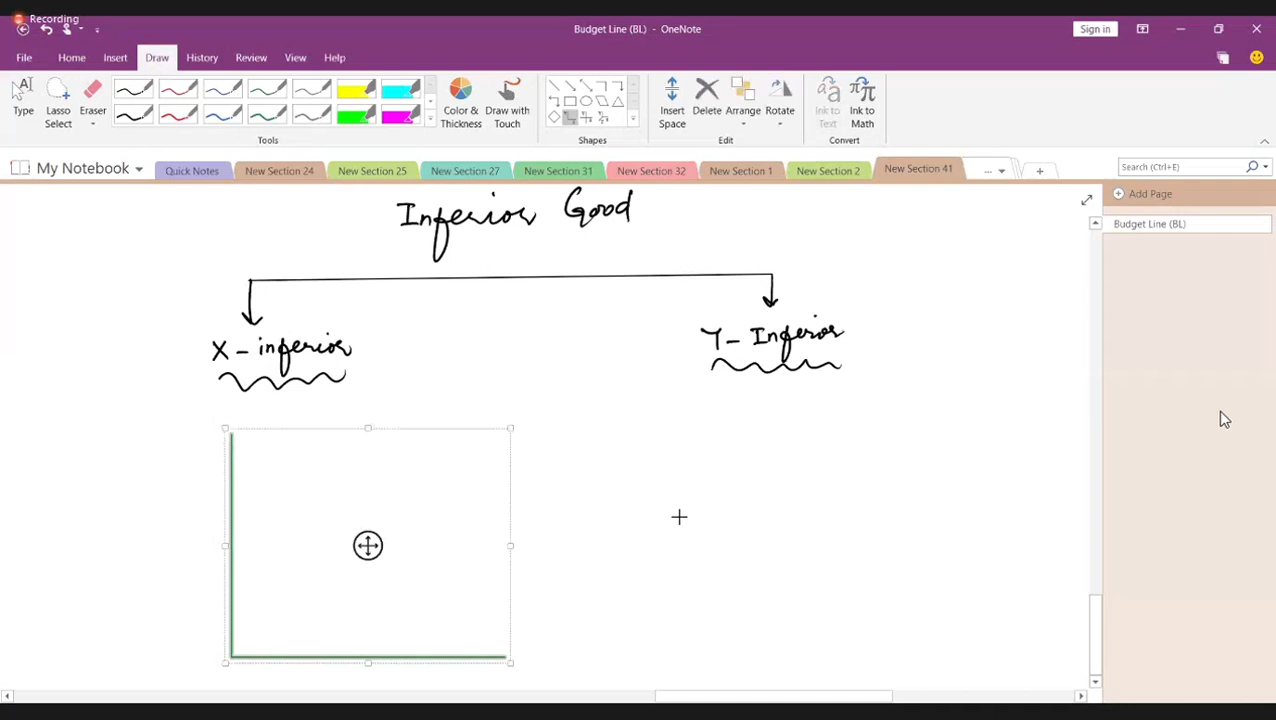 Recording
Budget Line (BL) - OneNote
Sign in
File Home Insert Draw History Review View Help
Type
Lasso Select
Eraser
Color & Thickness
Draw with Touch
Insert Space
Delete
Arrange
Rotate
Ink to Text
Ink to Math
Tools Shapes Edit Convert
My Notebook
Quick Notes New Section 24 New Section 25 New Section 27 New Section 31 New Section 32 New Section 1 New Section 2 New Section 41 ...
Search (Ctrl+E)
Add Page
Budget Line (BL)
Inferior Good
X - inferior
Y - Inferior